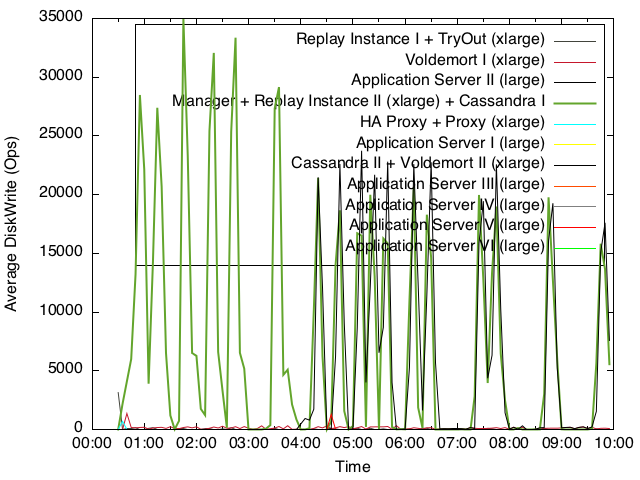 35000
30000
25000
20000
15000
10000
5000
0
Average DiskWrite (Ops)
Replay Instance I + TryOut (xlarge)
Voldemort I (xlarge)
Application Server II (large)
Manager + Replay Instance II (xlarge) + Cassandra I
HA Proxy + Proxy (xlarge)
Application Server I (large)
Cassandra II + Voldemort II (xlarge)
Application Server III (large)
Application Server IV (large)
Application Server V (large)
Application Server VI (large)
00:00 01:00 02:00 03:00 04:00 05:00 06:00 07:00 08:00 09:00 10:00
Time